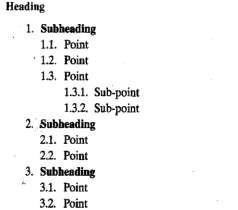 Heading
1. Subheading
1.1. Point
1.2. Point
1.3. Point
1.3.1. Sub-point
1.3.2. Sub-point
2. Subheading
2.1. Point
2.2. Point
3. Subheading
3.1. Point
3.2. Point